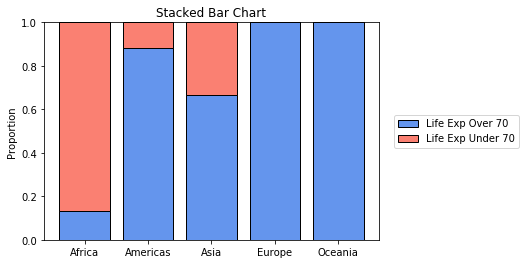 Stacked Bar Chart
Proportion
1.0
0.8
0.6
0.4
0.2
0.0
Africa Americas Asia Europe Oceania
Life Exp Over 70
Life Exp Under 70